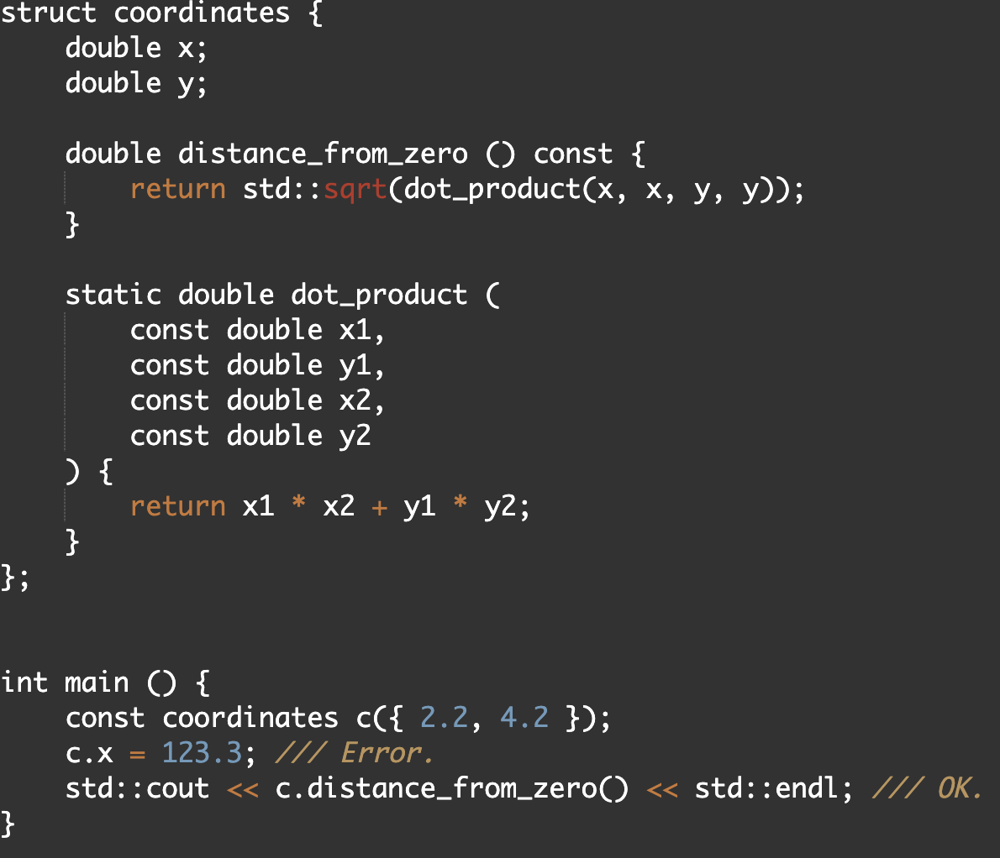 struct coordinates {
    double x;
    double y;

    double distance_from_zero () const {
        return std::sqrt(dot_product(x, x, y, y));
    }

    static double dot_product (
        const double x1,
        const double y1,
        const double x2,
        const double y2
    ) {
        return x1 * x2 + y1 * y2;
    }
};


int main () {
    const coordinates c({ 2.2, 4.2 });
    c.x = 123.3; /// Error.
    std::cout << c.distance_from_zero() << std::endl; /// OK.
}